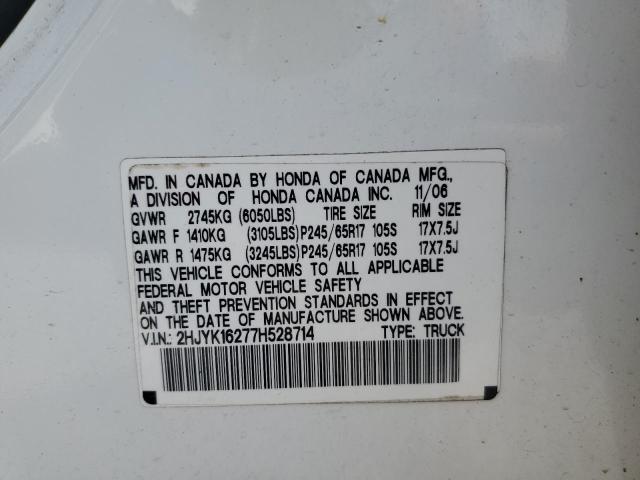 MFD. IN CANADA BY HONDA OF CANADA MFG.,
A DIVISION OF HONDA CANADA INC. 11/06
GVWR 2745KG (6050LBS) TIRE SIZE RIM SIZE
GAWR F 1410KG (3105LBS)P245/65R17 105S 17X7.5J
GAWR R 1475KG (3245LBS)P245/65R17 105S 17X7.5J
THIS VEHICLE CONFORMS TO ALL APPLICABLE
FEDERAL MOTOR VEHICLE SAFETY
AND THEFT PREVENTION STANDARDS IN EFFECT
ON THE DATE OF MANUFACTURE SHOWN ABOVE.
V.I.N.: 2HJYK16277H528714 TYPE: TRUCK